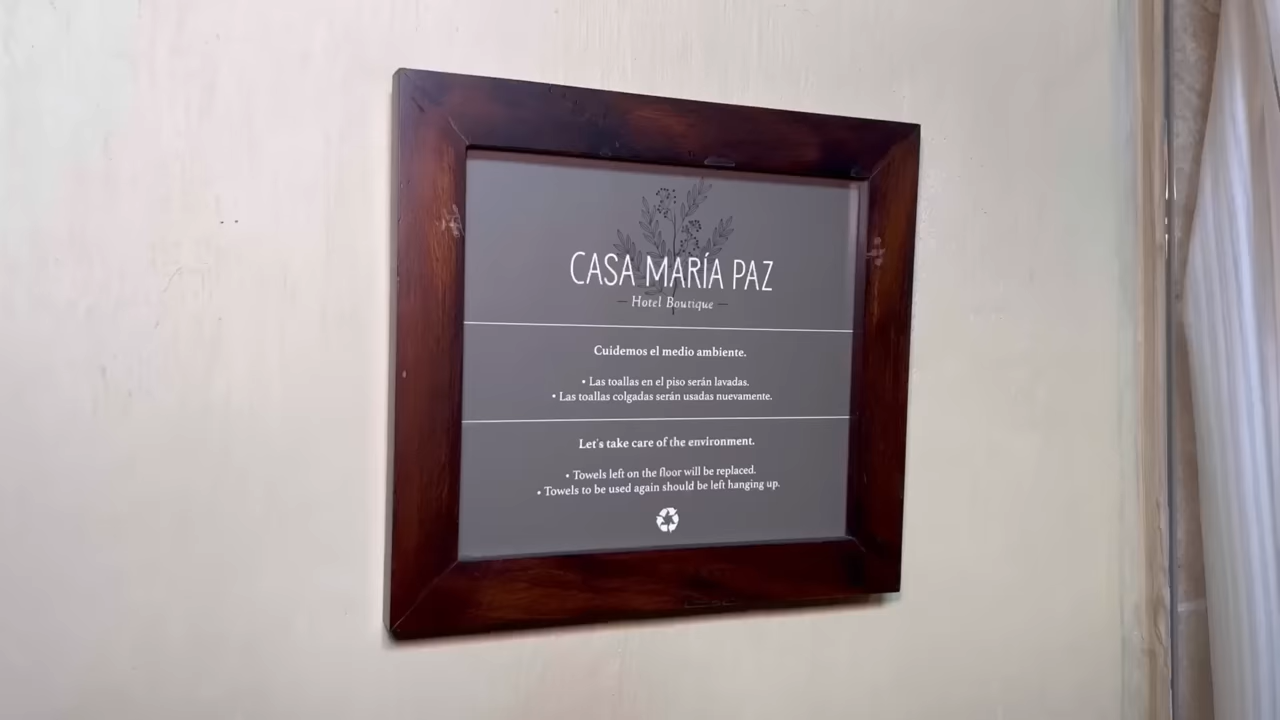 CASA MARÍA PAZ
— Hotel Boutique —
Cuidemos el medio ambiente.
• Las toallas en el piso serán lavadas.
• Las toallas colgadas serán usadas nuevamente.
Let's take care of the environment.
• Towels left on the floor will be replaced.
• Towels to be used again should be left hanging up.